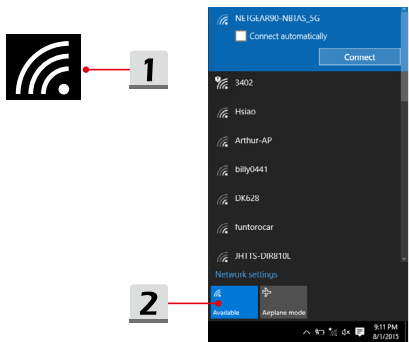 1
NETGEAR90-NBTAS_5G
Connect automatically
Connect
3402
Hsiao
Arthur-AP
billy0441
DK628
funtorocar
JHTTS-DIR810L
Network settings
2
Available
Airplane mode
9:11 PM
8/1/2015